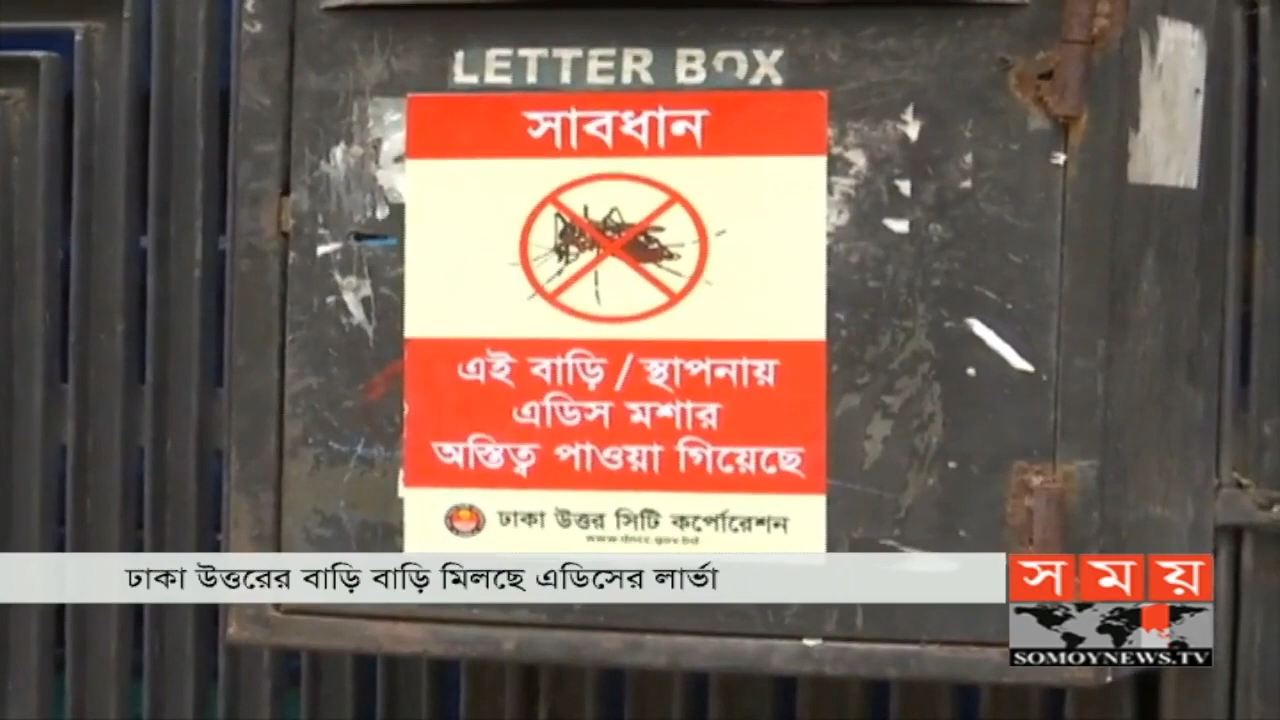 LETTER BOX
সাবধান
এই বাড়ি / স্থাপনায়
এডিস মশার
অস্তিত্ব পাওয়া গিয়েছে
ঢাকা উত্তর সিটি কর্পোরেশন
www.dncc.gov.bd
ঢাকা উত্তরের বাড়ি বাড়ি মিলছে এডিসের লার্ভা
সময়
SOMOYNEWS.TV